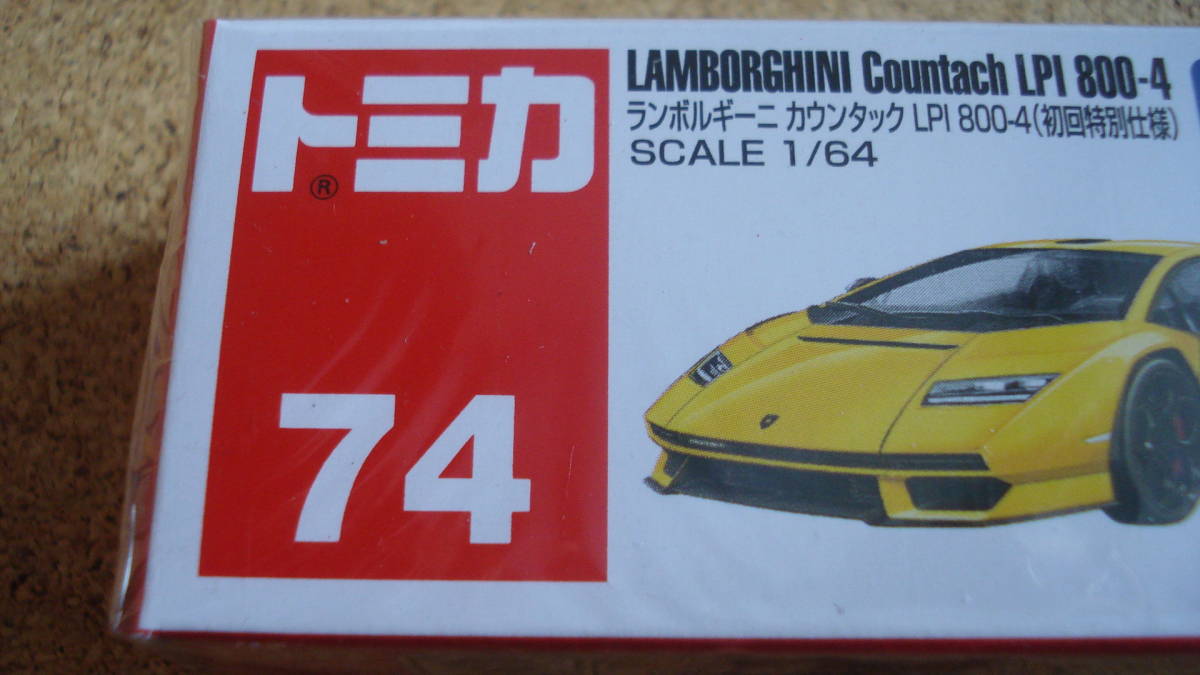 トミカ
®
74
LAMBORGHINI Countach LPI 800-4
ランボルギーニ カウンタック LPI 800-4(初回特別仕様)
SCALE 1/64